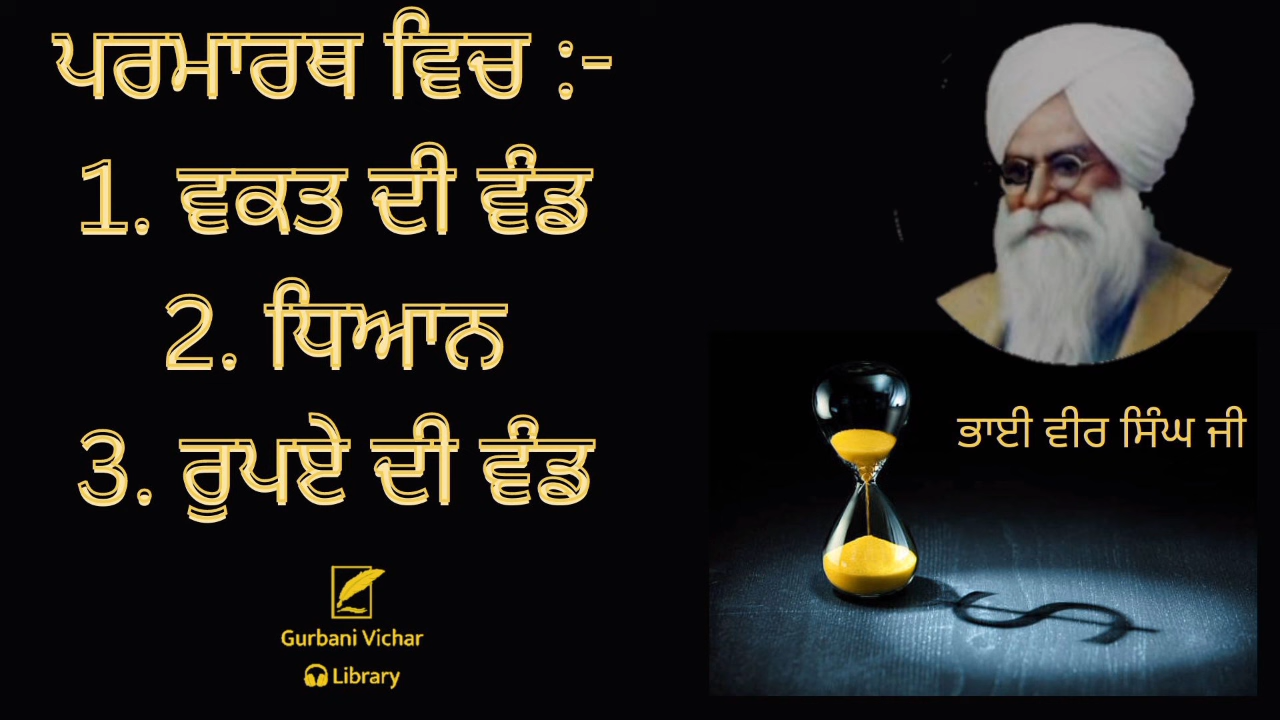 ਪਰਮਾਰਥ ਵਿਚ :-
1. ਵਕਤ ਦੀ ਵੰਡ
2. ਧਿਆਨ
3. ਰੁਪਏ ਦੀ ਵੰਡ
ਭਾਈ ਵੀਰ ਸਿੰਘ ਜੀ
Gurbani Vichar
Library